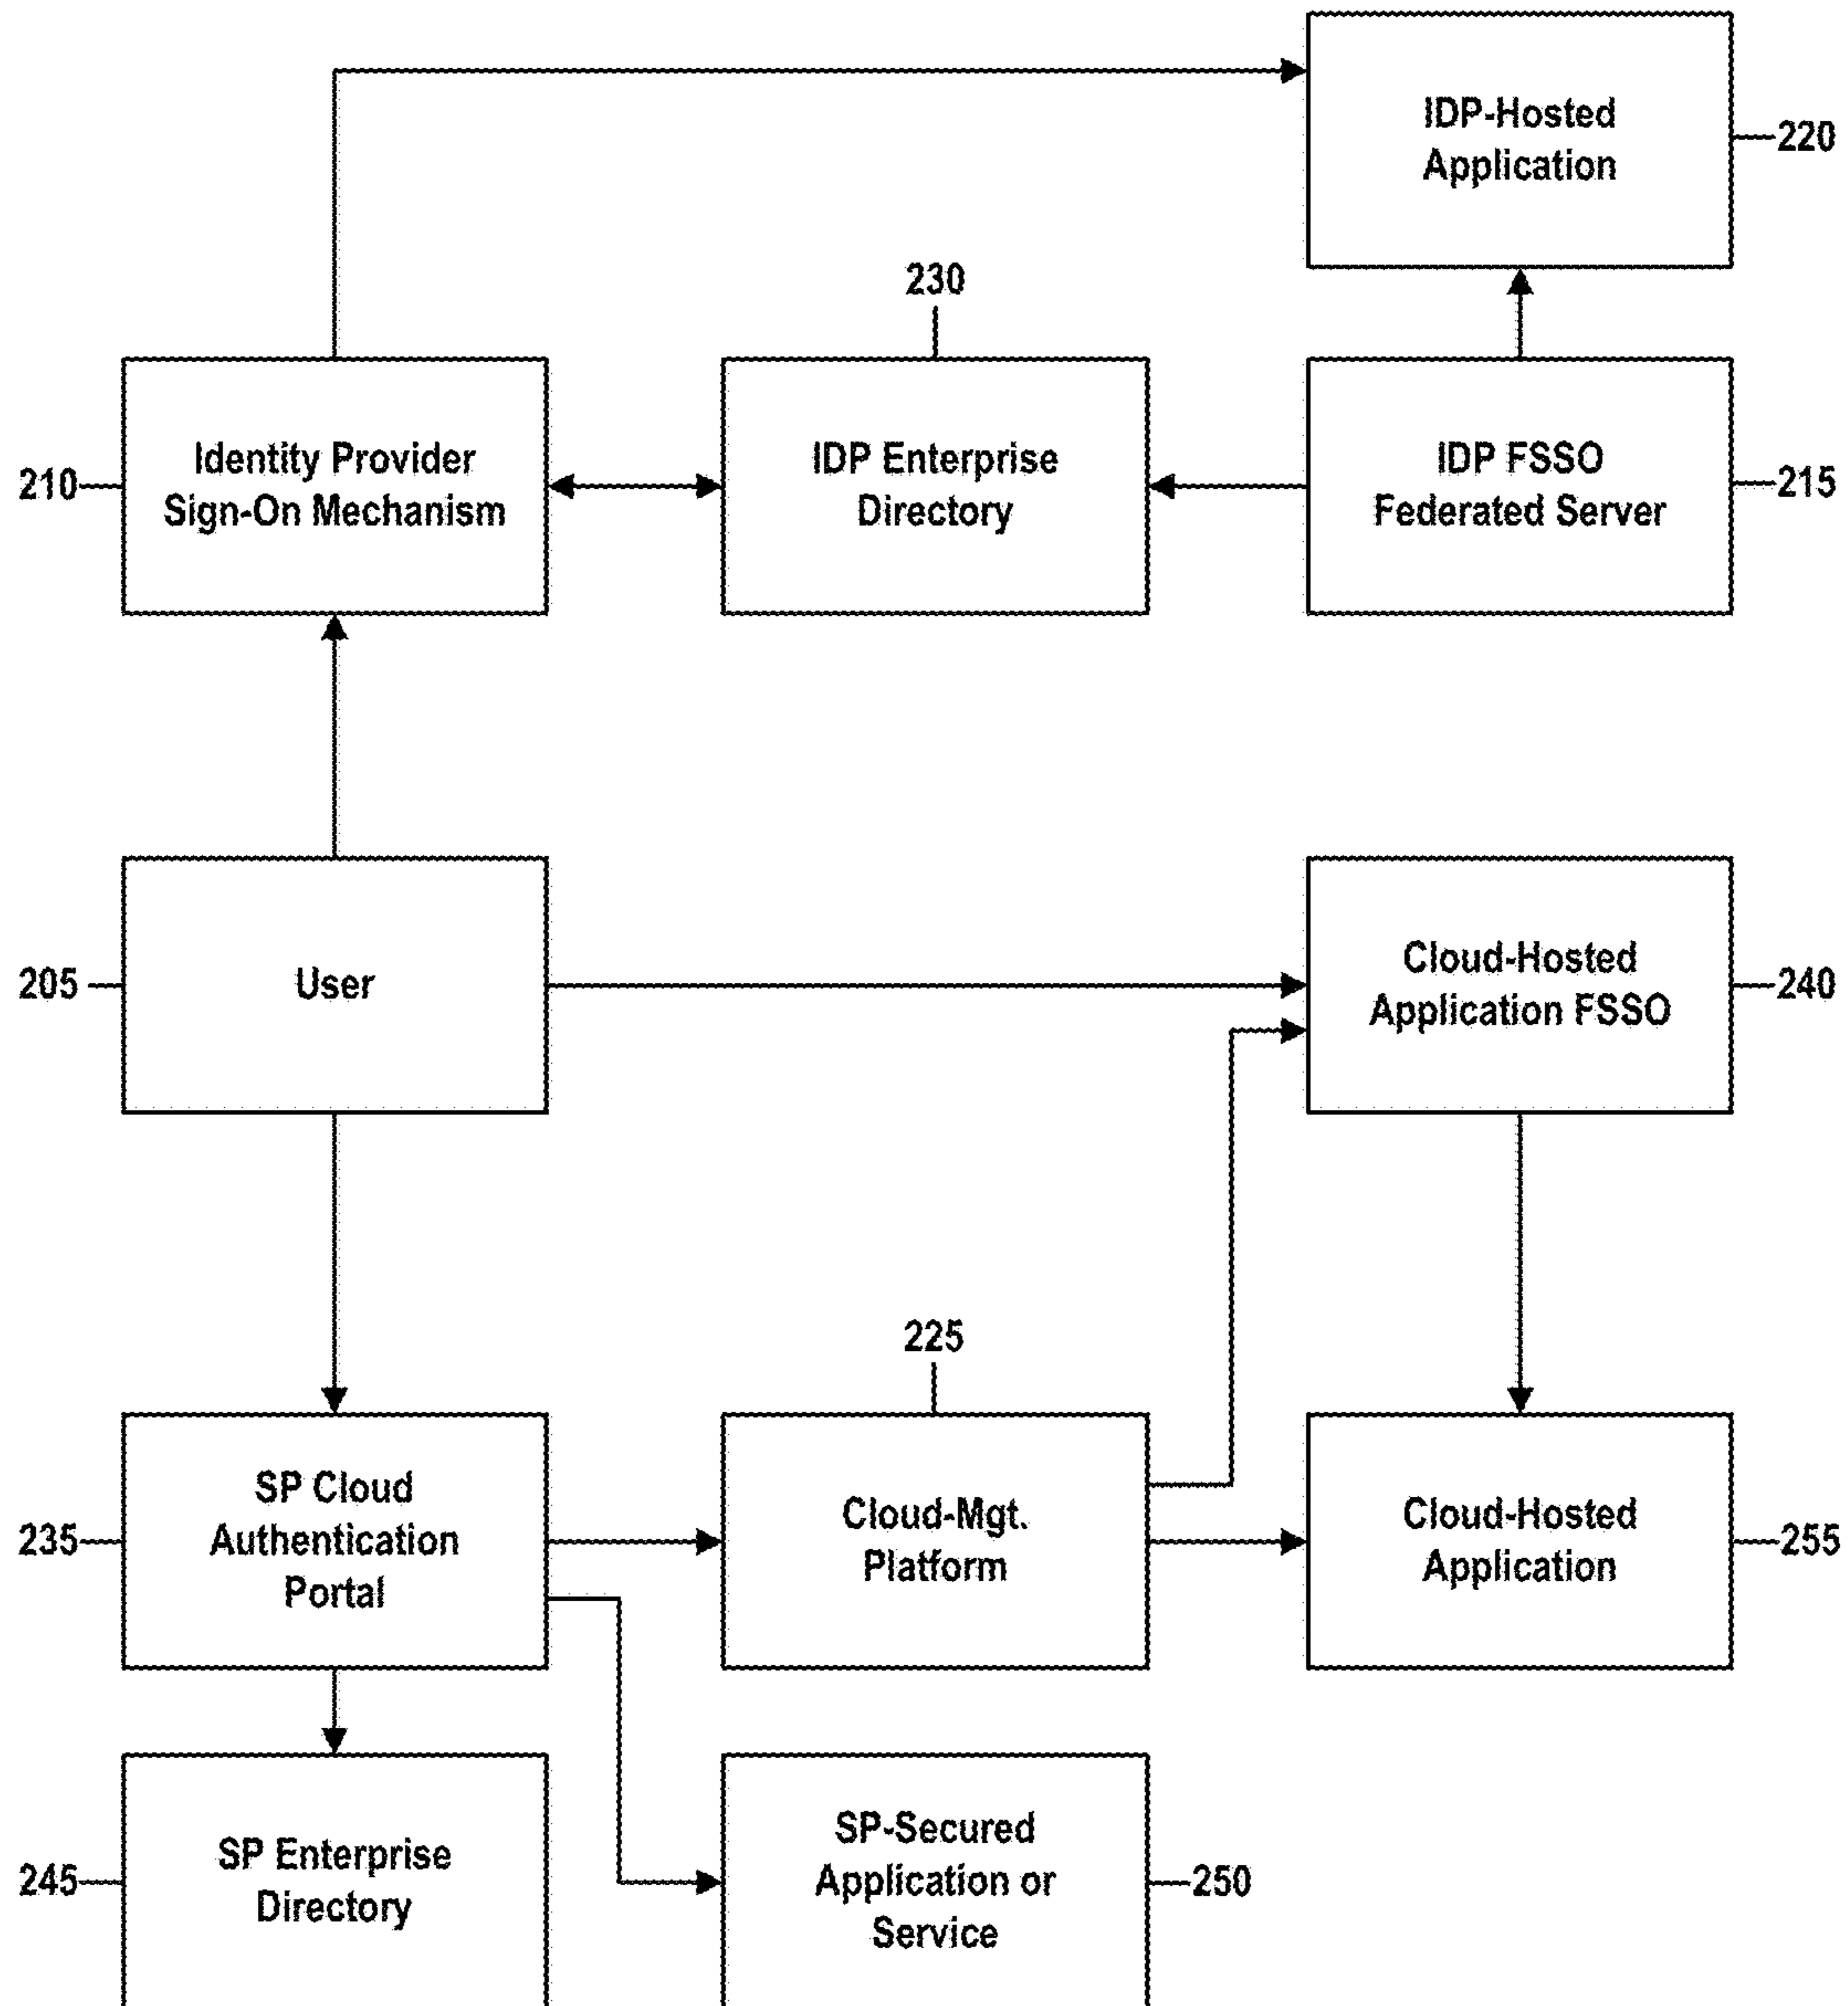 IDP-Hosted
Application
220
230
210
Identity Provider
Sign-On Mechanism
IDP Enterprise
Directory
IDP FSSO
Federated Server
215
205
User
Cloud-Hosted
Application FSSO
240
225
235
SP Cloud
Authentication
Portal
Cloud-Mgt.
Platform
Cloud-Hosted
Application
255
245
SP Enterprise
Directory
SP-Secured
Application or
Service
250